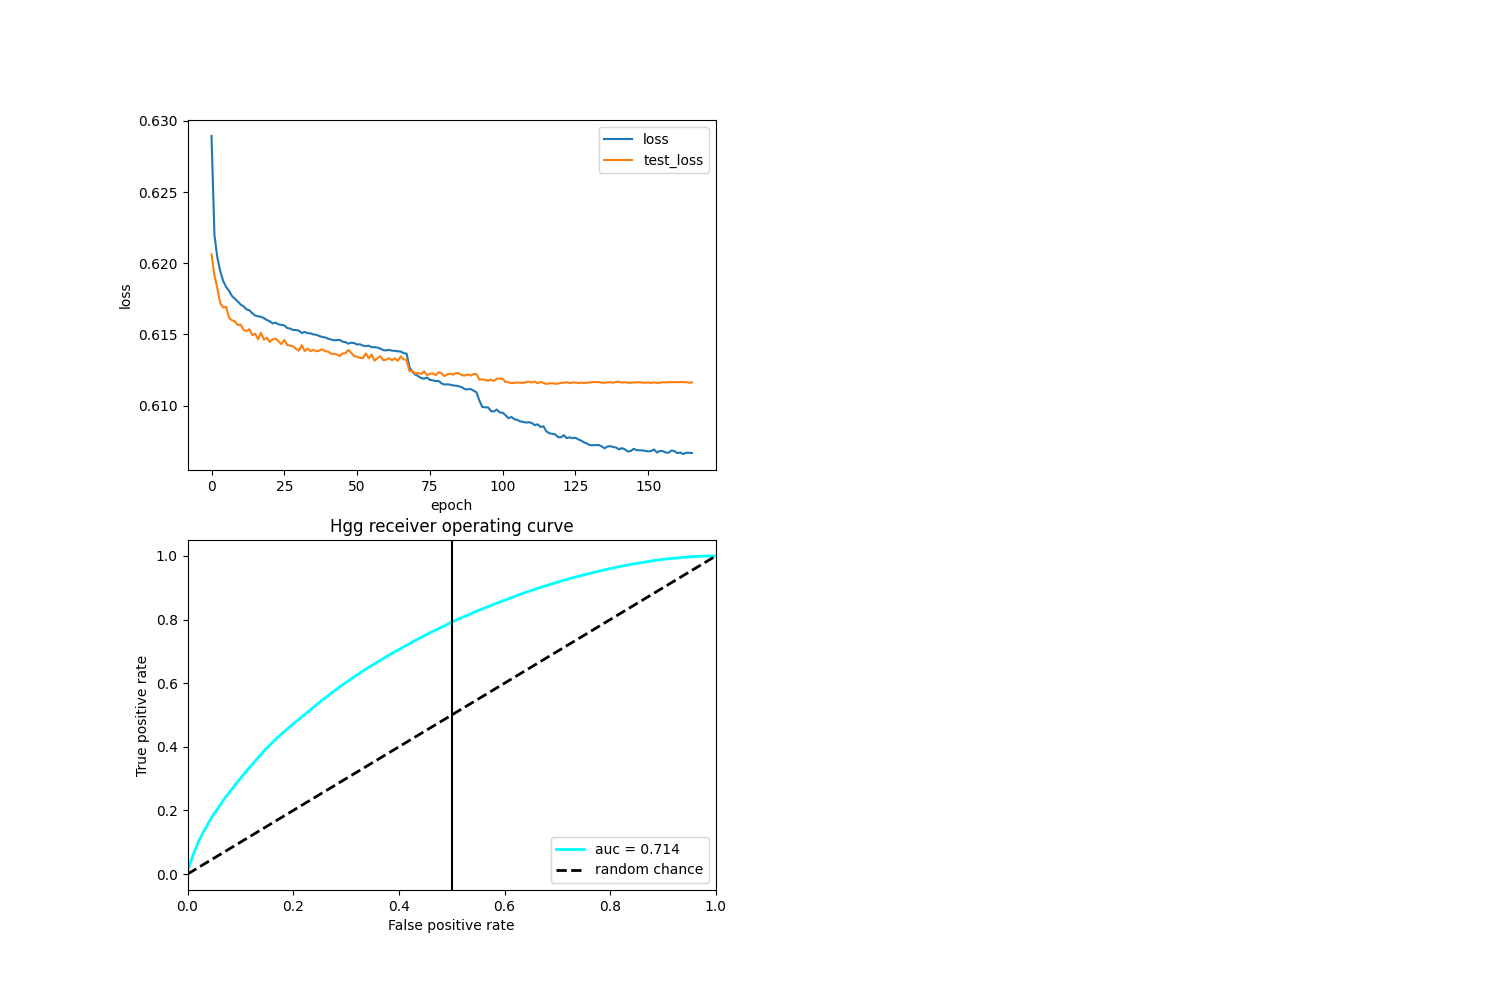 0.630
0.625
0.620
0.615
0.610
loss
loss
test_loss
0 25 50 75 100 125 150
epoch
Hgg receiver operating curve
1.0
0.8
0.6
0.4
0.2
0.0
True positive rate
auc = 0.714
random chance
0.0 0.2 0.4 0.6 0.8 1.0
False positive rate